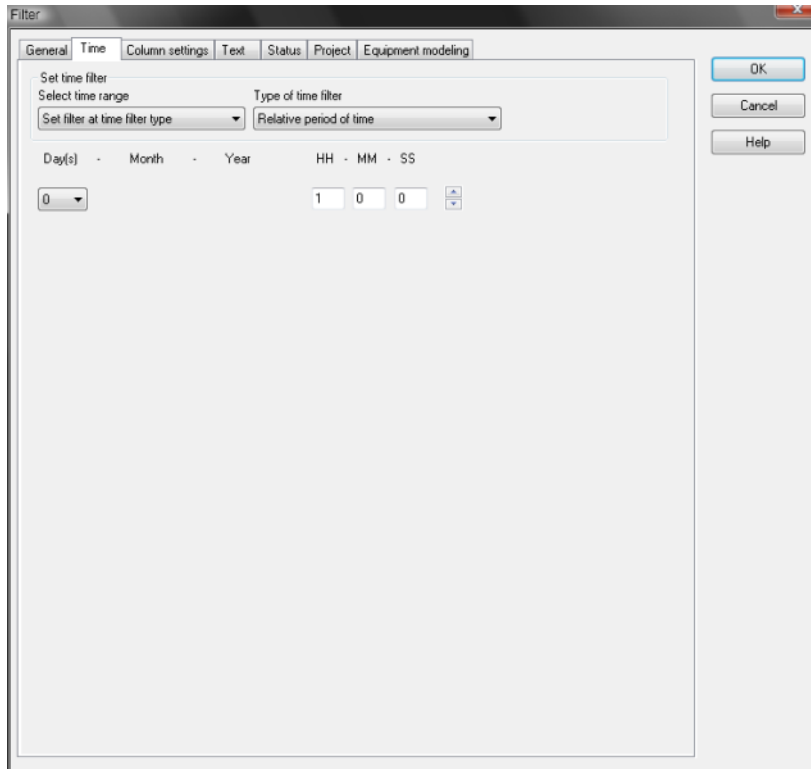 Filter
General Time Column settings Text Status Project Equipment modeling
OK
Set time filter
Select time range Type of time filter
Cancel
Set filter at time filter type Relative period of time
Help
Day(s) - Month - Year HH - MM - SS
0 1 0 0